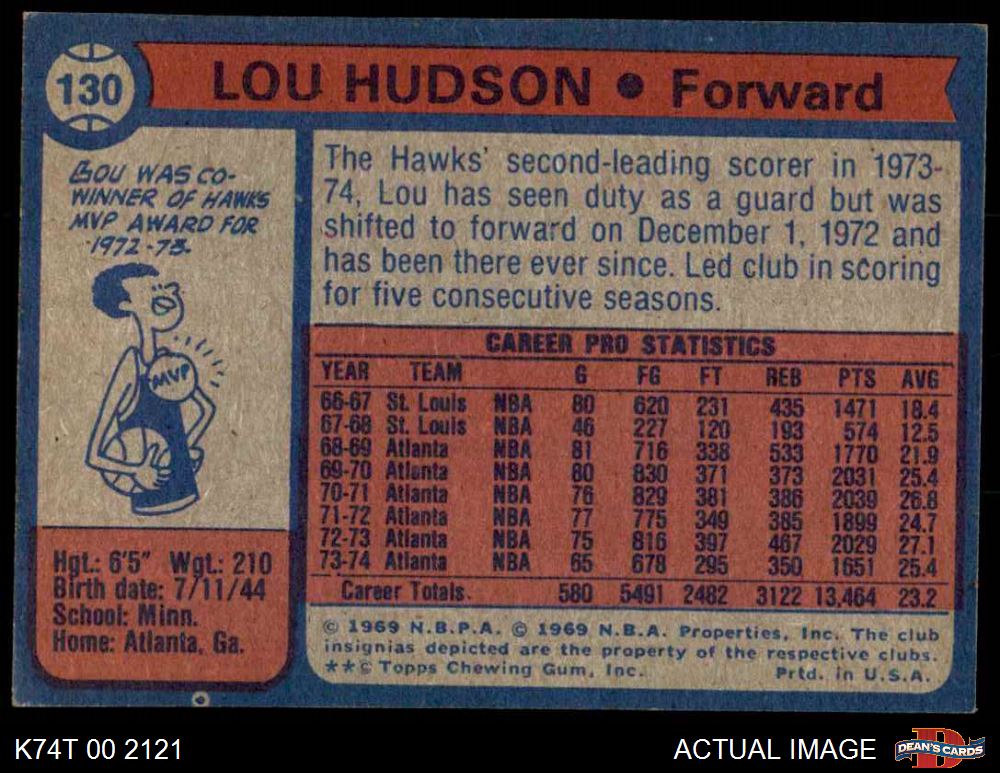 130
LOU HUDSON • Forward
LOU WAS CO-
WINNER OF HAWKS
MVP AWARD FOR
1972-73.
MVP
The Hawks' second-leading scorer in 1973-
74, Lou has seen duty as a guard but was
shifted to forward on December 1, 1972 and
has been there ever since. Led club in scoring
for five consecutive seasons.
CAREER PRO STATISTICS
YEAR TEAM G FG FT REB PTS AVG
66-67 St. Louis NBA 80 620 231 435 1471 18.4
67-68 St. Louis NBA 46 227 120 193 574 12.5
68-69 Atlanta NBA 81 716 338 533 1770 21.9
69-70 Atlanta NBA 80 830 371 373 2031 25.4
70-71 Atlanta NBA 76 829 381 386 2039 26.8
71-72 Atlanta NBA 77 775 349 385 1899 24.7
72-73 Atlanta NBA 75 816 397 467 2029 27.1
73-74 Atlanta NBA 65 678 295 350 1651 25.4
Career Totals. 580 5491 2482 3122 13,464 23.2
Hgt.: 6'5" Wgt.: 210
Birth date: 7/11/44
School: Minn.
Home: Atlanta, Ga.
© 1969 N.B.P.A. © 1969 N.B.A. Properties, Inc. The club
insignias depicted are the property of the respective clubs.
**© Topps Chewing Gum, Inc. Prtd. in U.S.A.
K74T 00 2121
ACTUAL IMAGE
D
DEAN'S CARDS